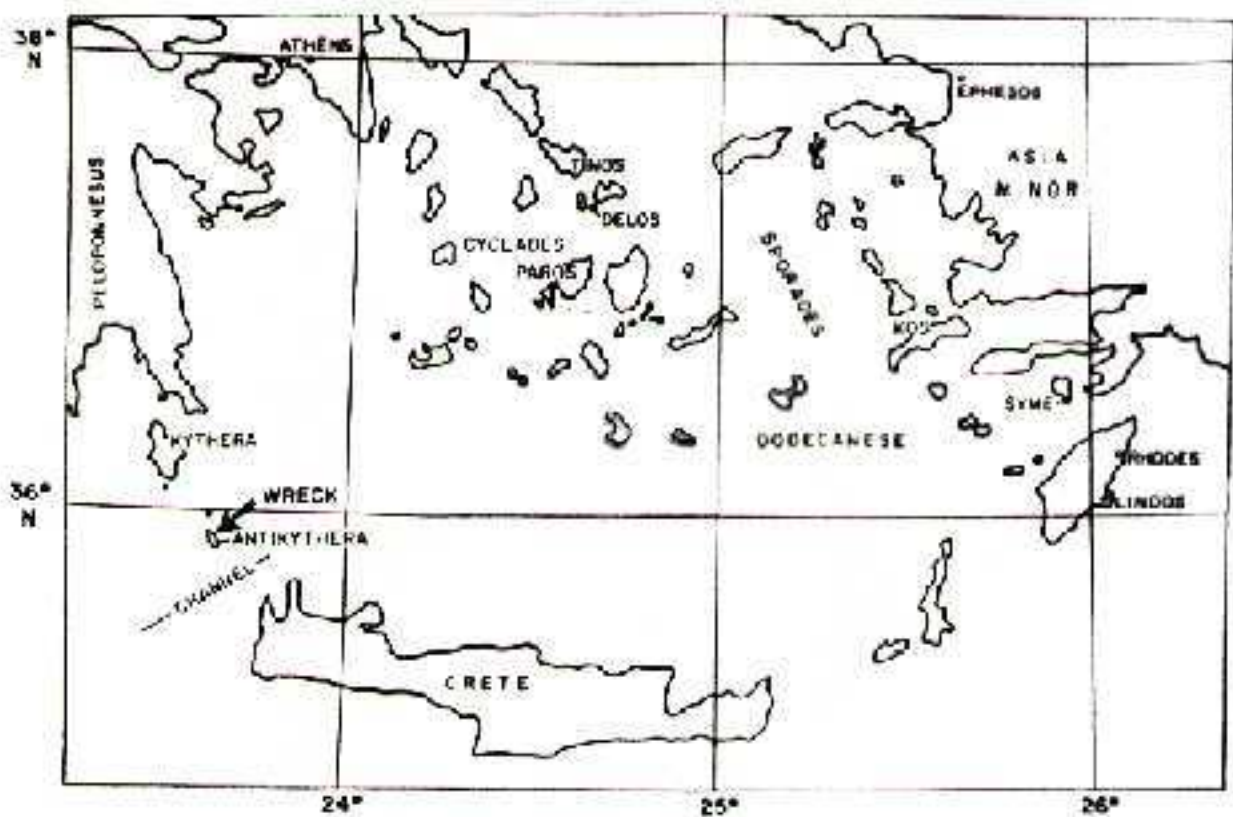 38°
N
ATHENS
EPHESOS
PELOPONNESUS
TINOS
ASIA
MINOR
DELOS
CYCLADES
PAROS
SPORADES
KOS
SYME
KYTHERA
DODECANESE
RHODES
36°
N
WRECK
LINDOS
ANTIKYTHERA
CHANNEL
CRETE
24°
25°
26°